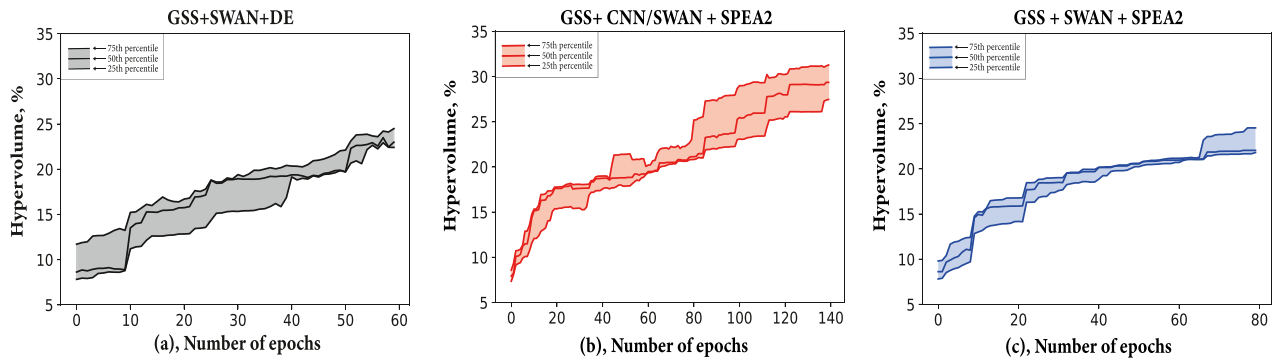 GSS+SWAN+DE
35
30
25
20
15
10
5
Hypervolume, %
75th percentile
50th percentile
25th percentile
0 10 20 30 40 50 60
(a), Number of epochs
GSS+ CNN/SWAN + SPEA2
35
30
25
20
15
10
5
Hypervolume, %
75th percentile
50th percentile
25th percentile
0 20 40 60 80 100 120 140
(b), Number of epochs
GSS + SWAN + SPEA2
35
30
25
20
15
10
5
Hypervolume, %
75th percentile
50th percentile
25th percentile
0 20 40 60 80
(c), Number of epochs